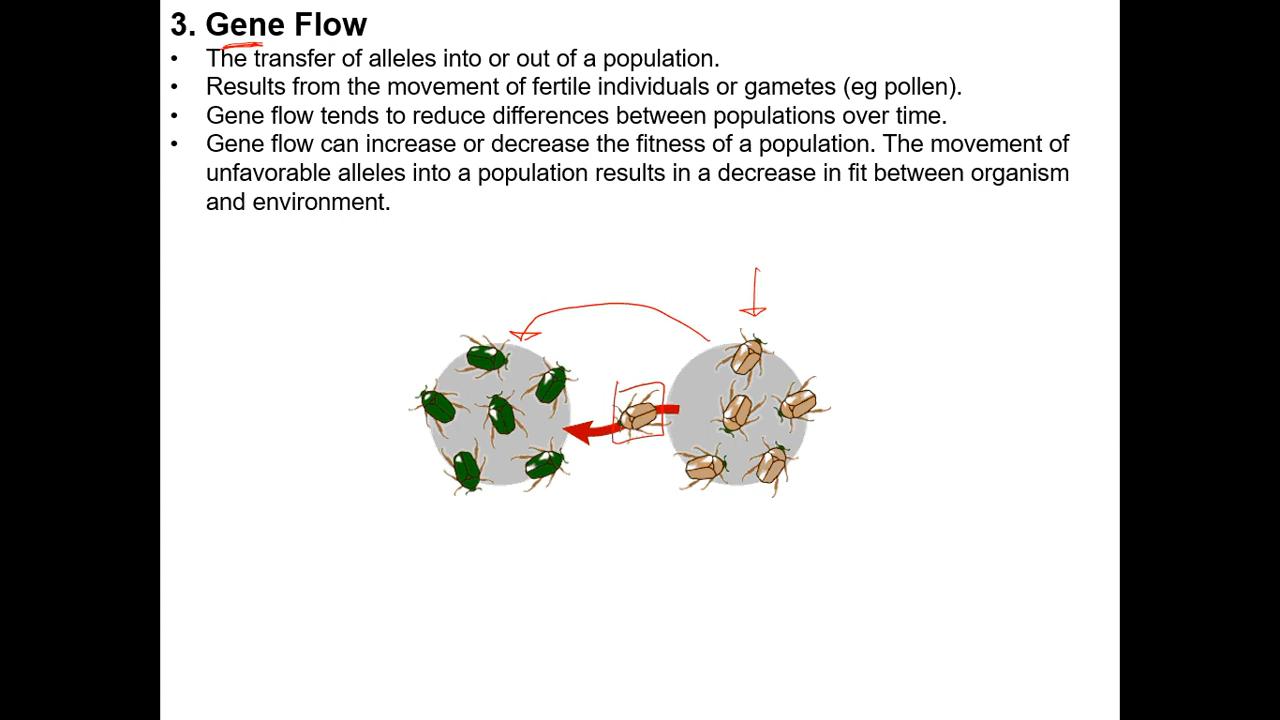 3. Gene Flow
• The transfer of alleles into or out of a population.
• Results from the movement of fertile individuals or gametes (eg pollen).
• Gene flow tends to reduce differences between populations over time.
• Gene flow can increase or decrease the fitness of a population. The movement of
unfavorable alleles into a population results in a decrease in fit between organism
and environment.